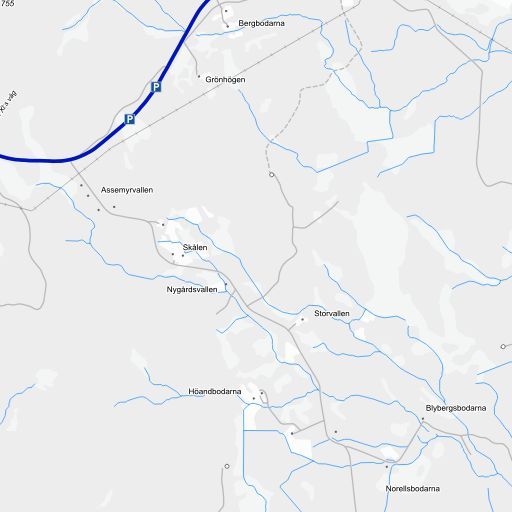 755
Bergbodarna
Grönhögen
P
P
Assemyrvallen
Skålen
Nygårdsvallen
Storvallen
Höandbodarna
Blybergsbodarna
Norellsbodarna